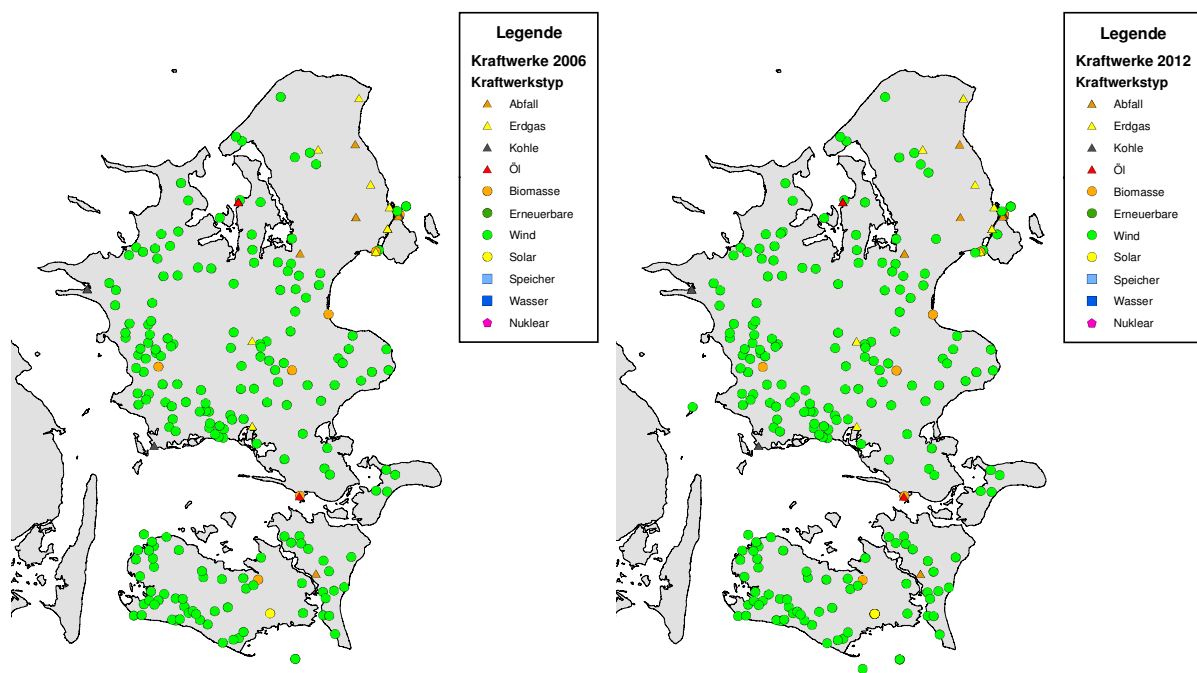 Legende
Kraftwerke 2006
Kraftwerkstyp
Abfall
Erdgas
Kohle
Öl
Biomasse
Erneuerbare
Wind
Solar
Speicher
Wasser
Nuklear
Legende
Kraftwerke 2012
Kraftwerkstyp
Abfall
Erdgas
Kohle
Öl
Biomasse
Erneuerbare
Wind
Solar
Speicher
Wasser
Nuklear